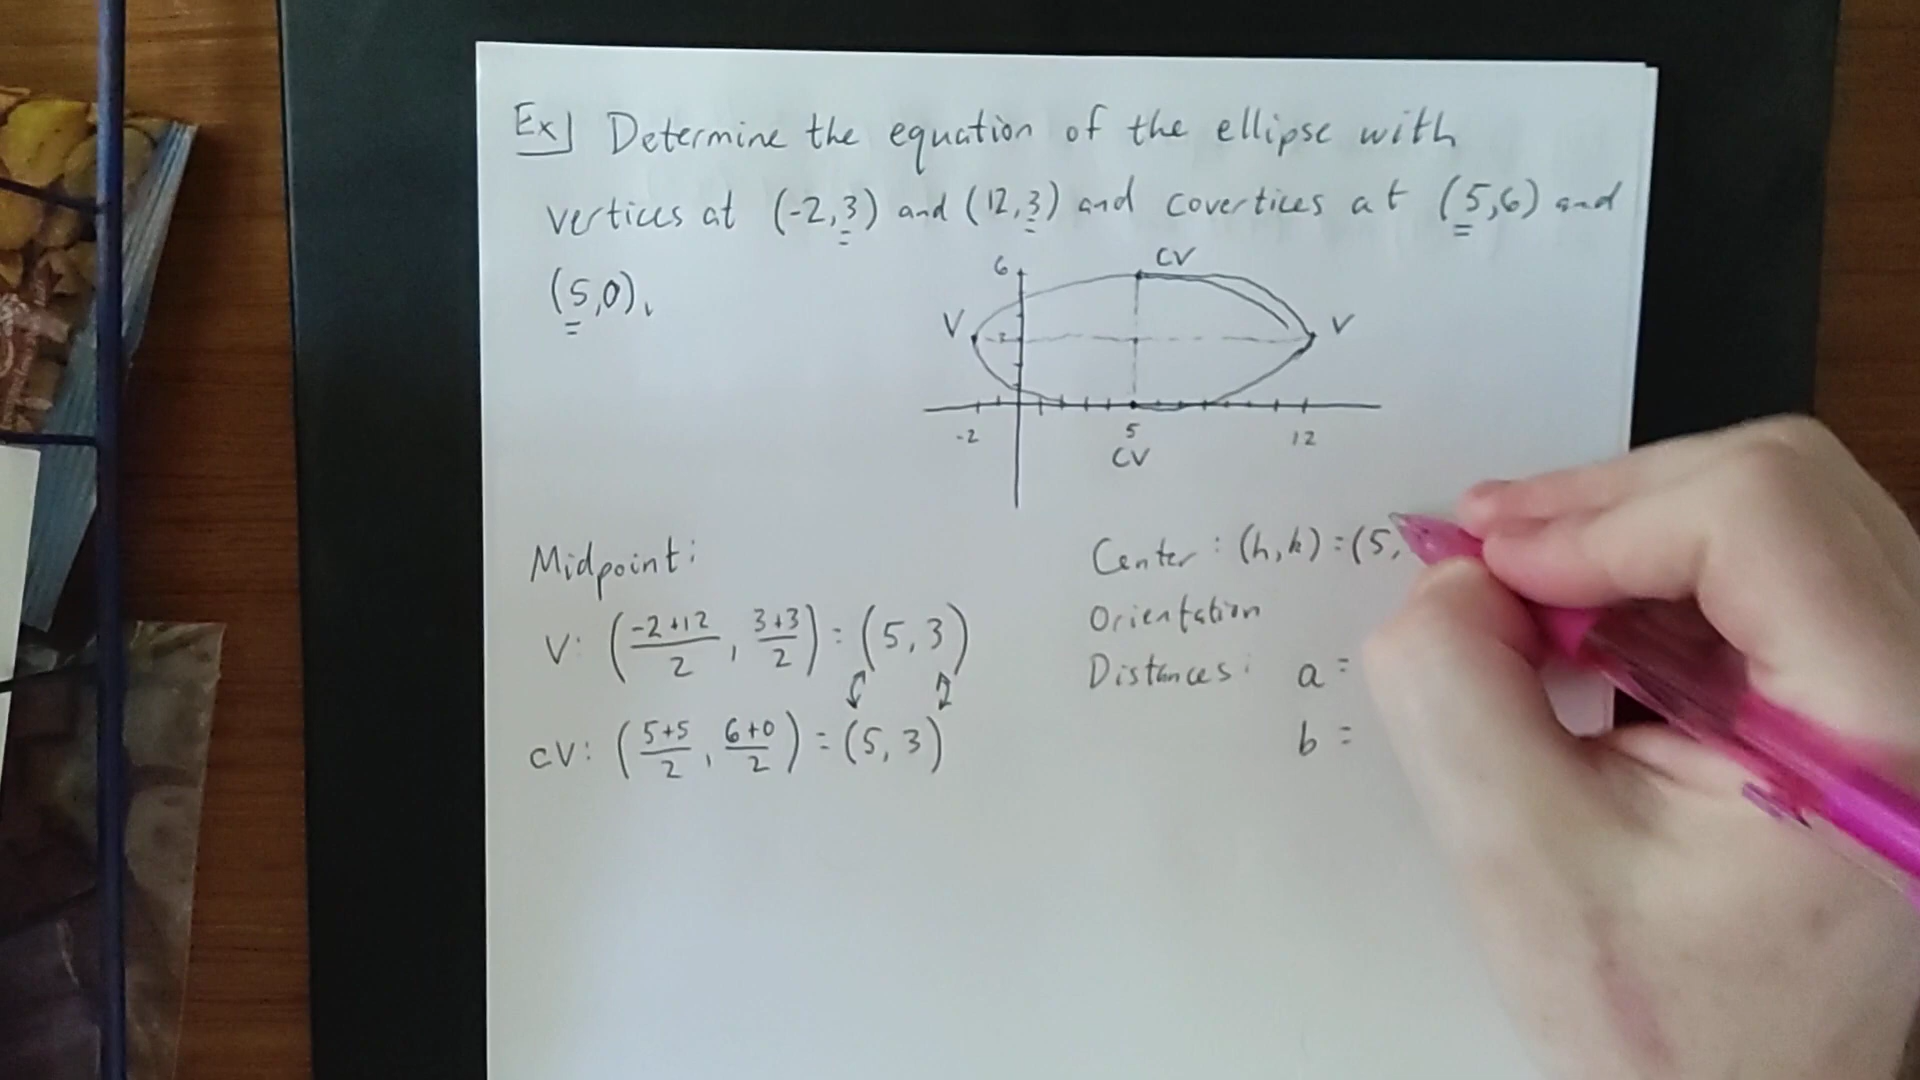 Ex] Determine the equation of the ellipse with
vertices at (-2,3) and (12,3) and covertices at (5,6) and
(5,0).
6
CV
V
V
3
-2
5
12
CV
Midpoint:
V: (-2+12/2, 3+3/2) = (5,3)
CV: (5+5/2, 6+0/2) = (5,3)
Center: (h,k) = (5,
Orientation
Distances: a =
b =